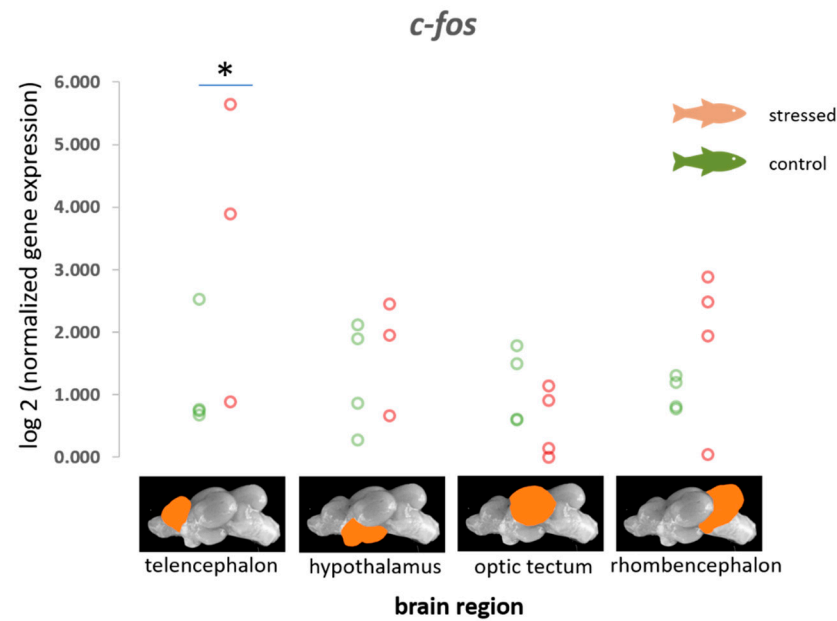 c-fos
*
6.000
5.000
4.000
3.000
2.000
1.000
0.000
log 2 (normalized gene expression)
stressed
control
telencephalon
hypothalamus
optic tectum
rhombencephalon
brain region